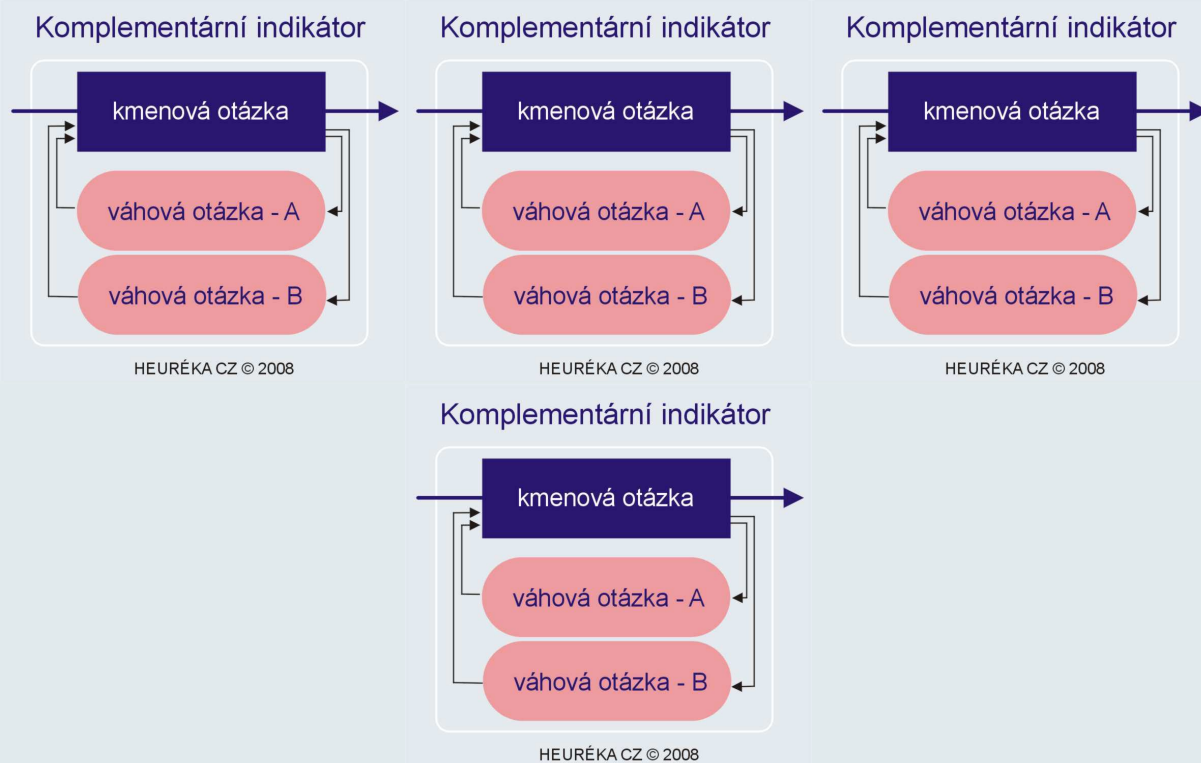 Komplementární indikátor
kmenová otázka
váhová otázka - A
váhová otázka - B
HEURÉKA CZ © 2008
Komplementární indikátor
kmenová otázka
váhová otázka - A
váhová otázka - B
HEURÉKA CZ © 2008
Komplementární indikátor
kmenová otázka
váhová otázka - A
váhová otázka - B
HEURÉKA CZ © 2008
Komplementární indikátor
kmenová otázka
váhová otázka - A
váhová otázka - B
HEURÉKA CZ © 2008